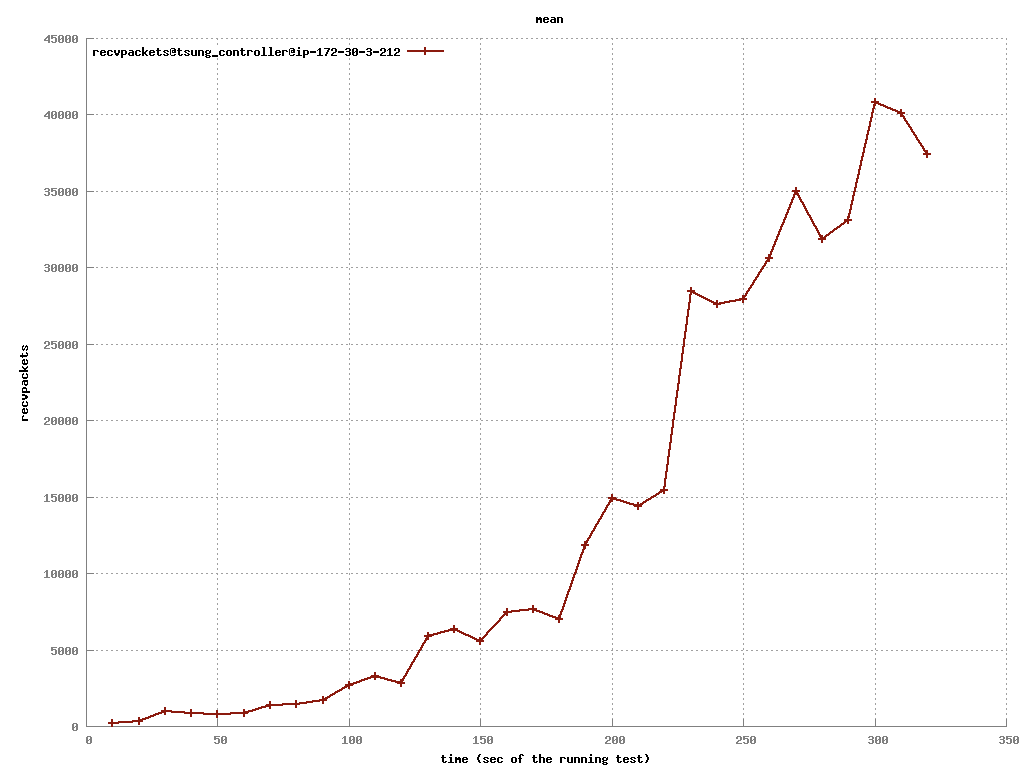 mean
45000
recvpackets@tsung_controller@ip-172-30-3-212
40000
35000
30000
25000
recvpackets
20000
15000
10000
5000
0
0 50 100 150 200 250 300 350
time (sec of the running test)